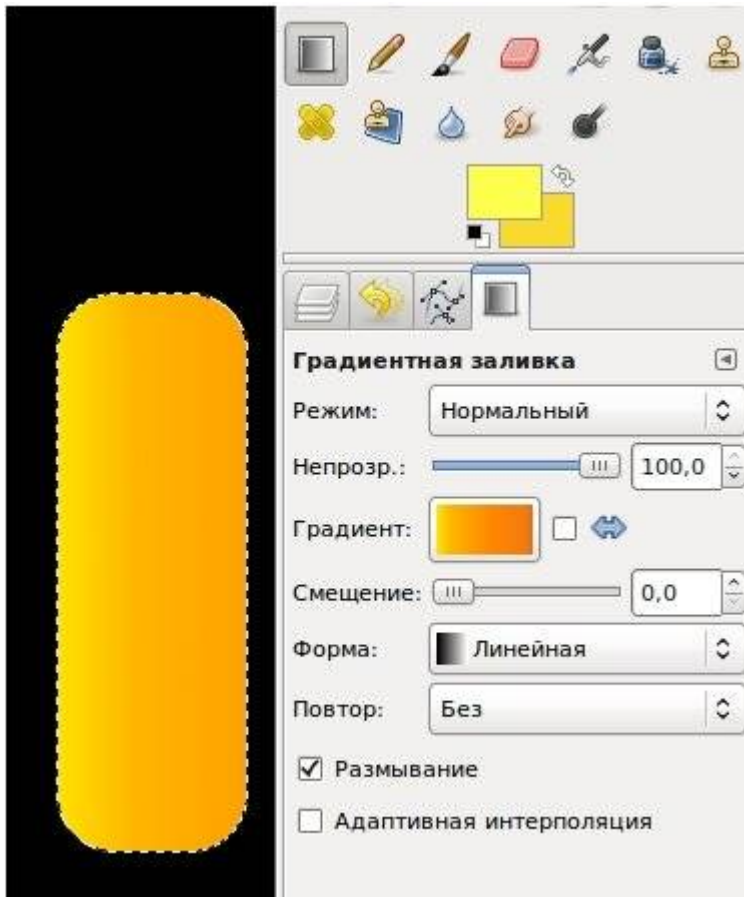 Градиентная заливка
Режим: Нормальный
Непрозр.: 100,0
Градиент:
Смещение: 0,0
Форма: Линейная
Повтор: Без
Размывание
Адаптивная интерполяция